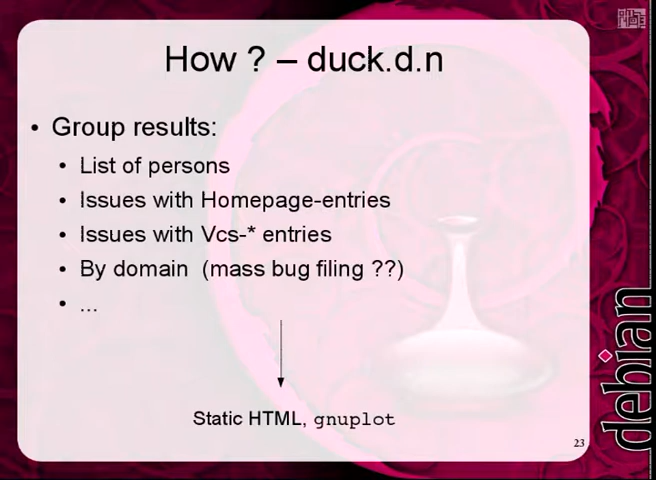 How ? – duck.d.n
• Group results:
• List of persons
• Issues with Homepage-entries
• Issues with Vcs-* entries
• By domain (mass bug filing ??)
• ...
Static HTML, gnuplot
23
debian